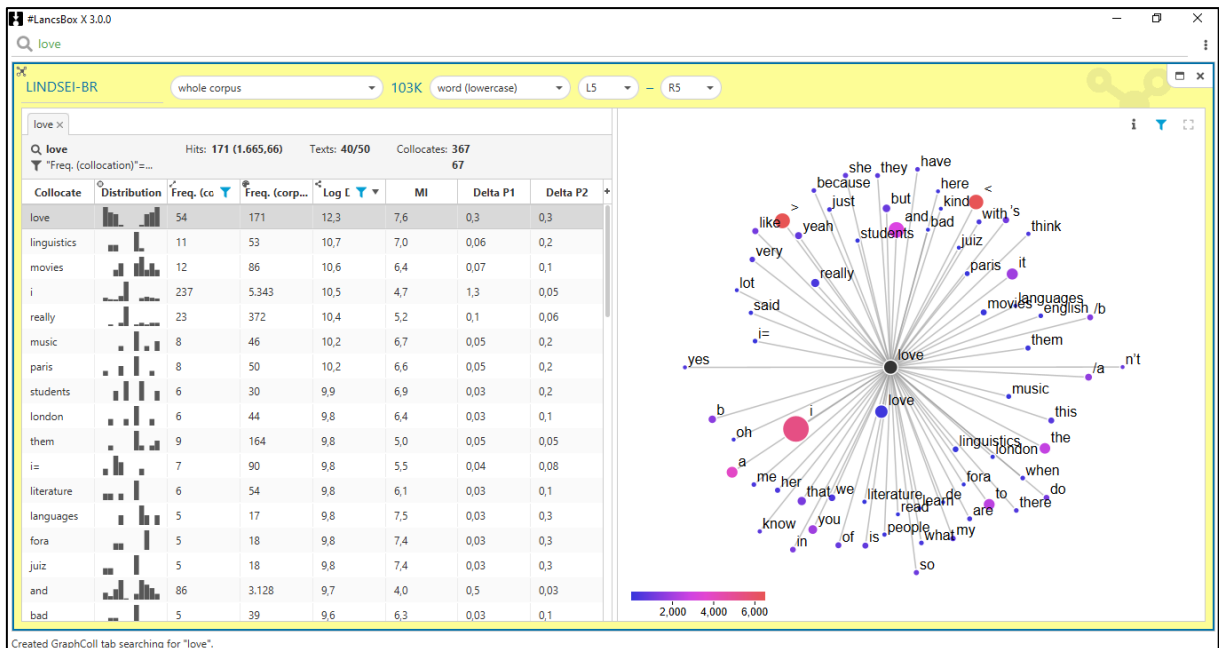 #LancsBox X 3.0.0
love
LINDSEI-BR whole corpus 103K word (lowercase) L5 – R5
love ×
love Hits: 171 (1.665,66) Texts: 40/50 Collocates: 367
"Freq. (collocation)"=... 67
Collocate Distribution Freq. (cc Freq. (corp... Log D MI Delta P1 Delta P2 +
love 54 171 12,3 7,6 0,3 0,3
linguistics 11 53 10,7 7,0 0,06 0,2
movies 12 86 10,6 6,4 0,07 0,1
i 237 5.343 10,5 4,7 1,3 0,05
really 23 372 10,4 5,2 0,1 0,06
music 8 46 10,2 6,7 0,05 0,2
paris 8 50 10,2 6,6 0,05 0,2
students 6 30 9,9 6,9 0,03 0,2
london 6 44 9,8 6,4 0,03 0,1
them 9 164 9,8 5,0 0,05 0,05
i= 7 90 9,8 5,5 0,04 0,08
literature 6 54 9,8 6,1 0,03 0,1
languages 5 17 9,8 7,5 0,03 0,3
fora 5 18 9,8 7,4 0,03 0,3
juiz 5 18 9,8 7,4 0,03 0,3
and 86 3.128 9,7 4,0 0,5 0,03
bad 5 39 9,6 6,3 0,03 0,1
she they have
because here
just but kind <
like > and bad with 's
yeah students think
juiz
very
really paris it
lot
said movies languages
english /b
i= them
yes love n't
/a
music
b i love this
oh the
linguistics
london
a
me her fora when
that we literature de to do
learn
read are there
know you people my
in of is what
so
2,000 4,000 6,000
Created GraphColl tab searching for "love".